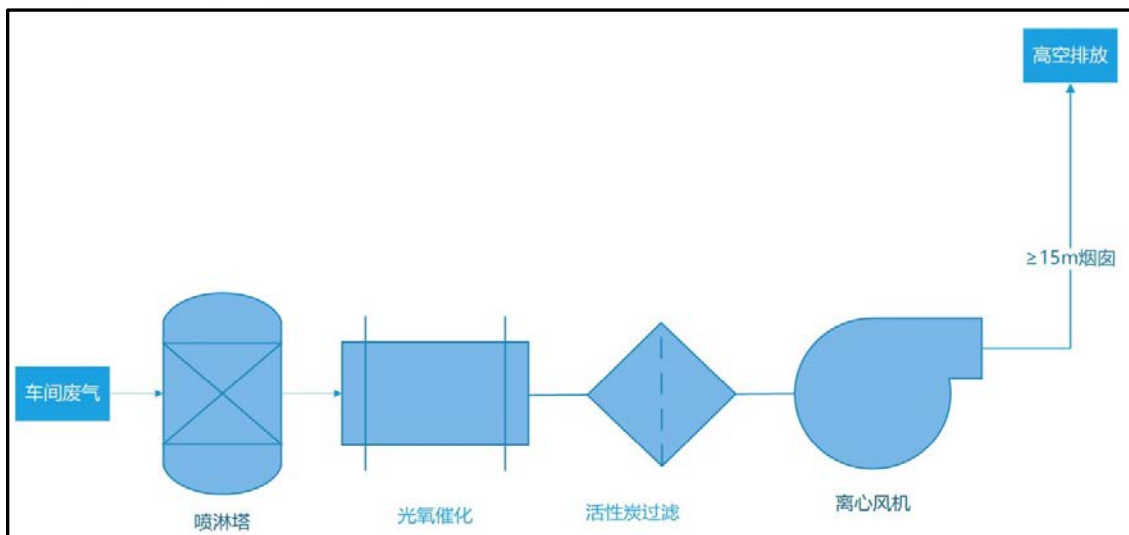 高空排放
≥15m烟囱
车间废气
喷淋塔
光氧催化
活性炭过滤
离心风机